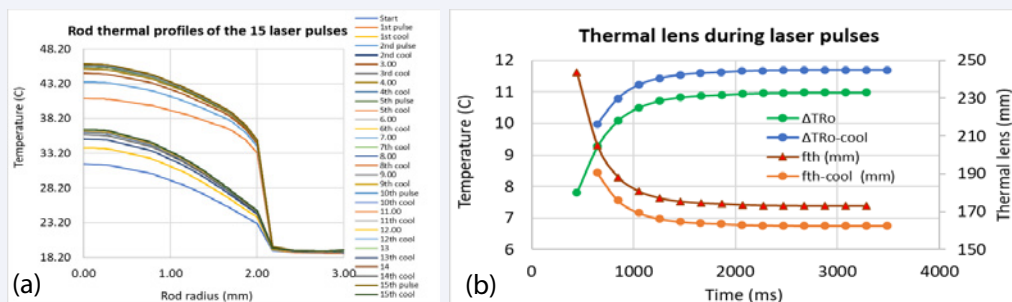 Rod thermal profiles of the 15 laser pulses
Temperature (C)
48.20
43.20
38.20
33.20
28.20
23.20
18.20
0.00
1.00
2.00
3.00
Rod radius (mm)
(a)
Start
1st pulse
1st cool
2nd pulse
2nd cool
3.00
3rd cool
4.00
4th cool
5th pulse
5th cool
6.00
6th cool
7.00
7th cool
8.00
8th cool
9.00
9th cool
10th pulse
10th cool
11.00
11th cool
12.00
12th cool
13
13th cool
14
14th cool
15th pulse
15th cool
Thermal lens during laser pulses
Temperature (C)
12
11
10
9
8
7
6
0
1000
2000
3000
4000
Time (ms)
250
230
210
190
170
150
Thermal lens (mm)
ΔTRo
ΔTRo-cool
fth (mm)
fth-cool (mm)
(b)